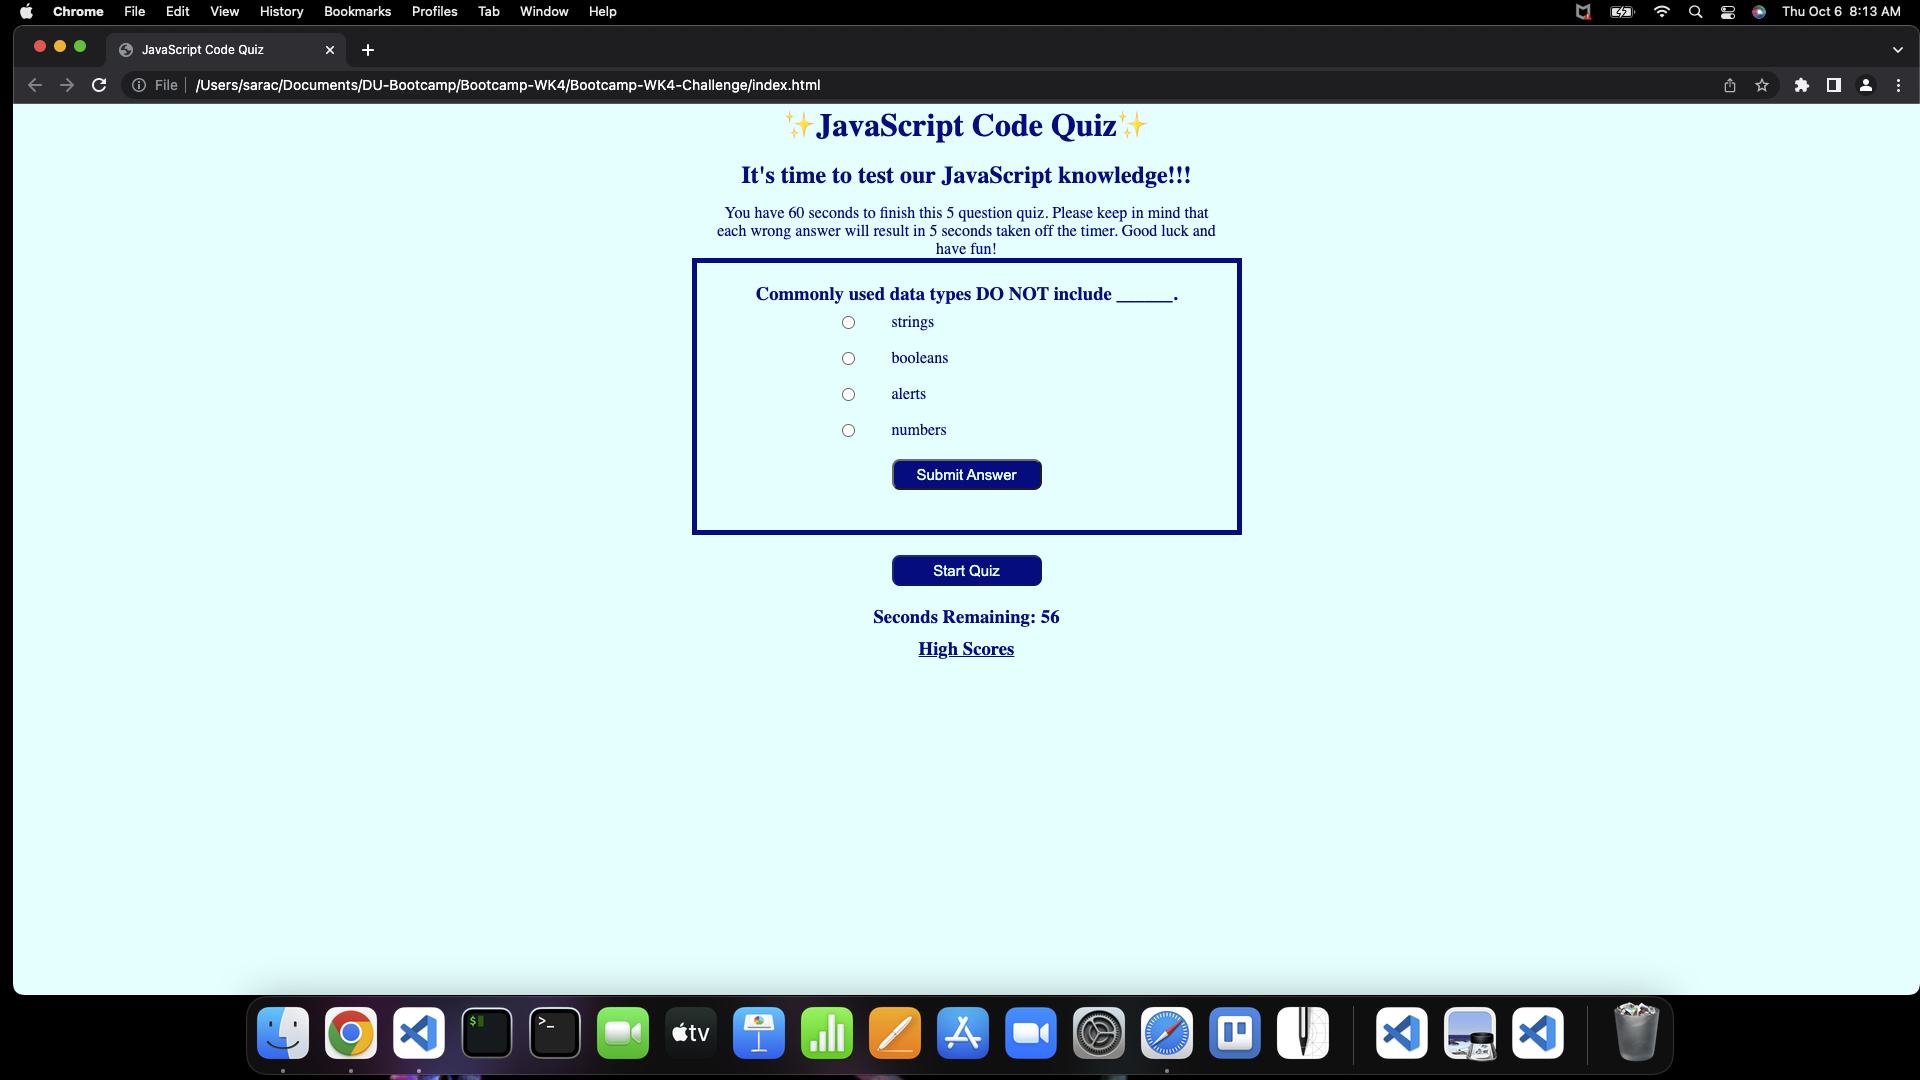 Chrome File Edit View History Bookmarks Profiles Tab Window Help Thu Oct 6 8:13 AM
JavaScript Code Quiz
File /Users/sarac/Documents/DU-Bootcamp/Bootcamp-WK4/Bootcamp-WK4-Challenge/index.html
✨JavaScript Code Quiz✨
It's time to test our JavaScript knowledge!!!
You have 60 seconds to finish this 5 question quiz. Please keep in mind that
each wrong answer will result in 5 seconds taken off the timer. Good luck and
have fun!
Commonly used data types DO NOT include ______.
strings
booleans
alerts
numbers
Submit Answer
Start Quiz
Seconds Remaining: 56
High Scores
$ >_ tv